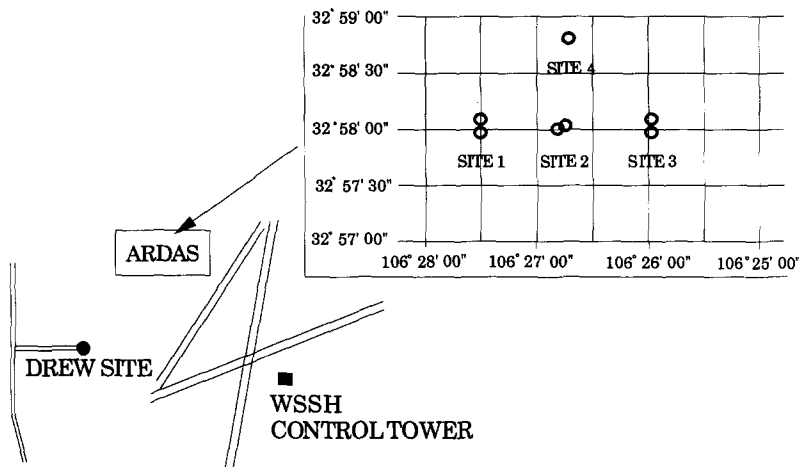 32° 59' 00"
SITE 4
32° 58' 30"
32° 58' 00"
SITE 1 SITE 2 SITE 3
32° 57' 30"
32° 57' 00"
106° 28' 00" 106° 27' 00" 106° 26' 00" 106° 25' 00"
ARDAS
DREW SITE
WSSH
CONTROL TOWER